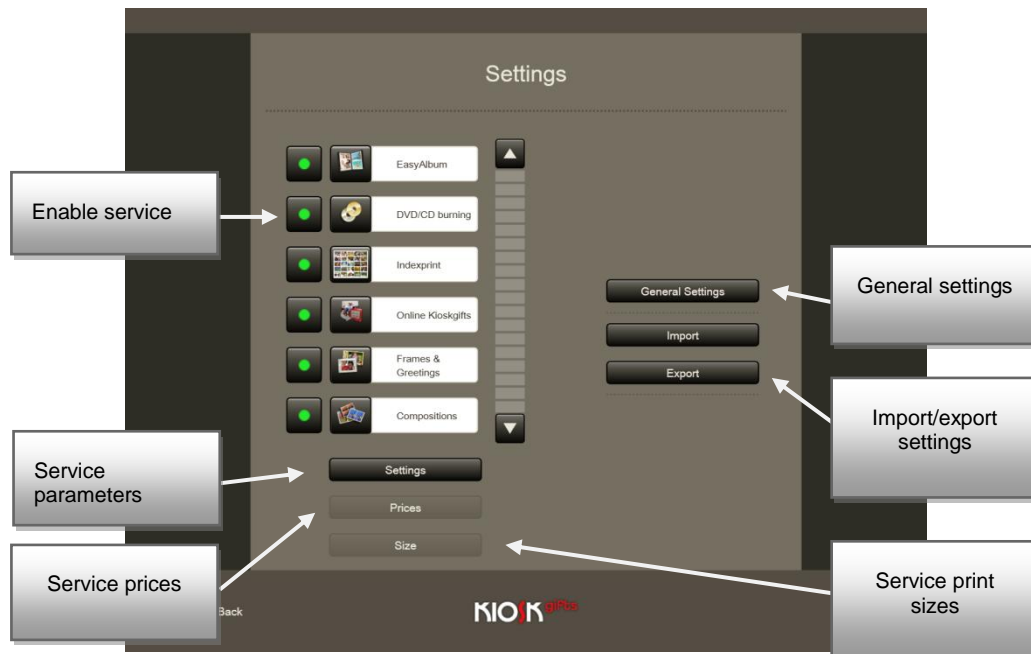 Settings
EasyAlbum
Enable service
DVD/CD burning
Indexprint
General Settings
General settings
Online Kioskgifts
Import
Frames &
Greetings
Export
Compositions
Import/export
settings
Service
parameters
Settings
Prices
Size
Service prices
Service print
sizes
Back
KIOSK gifts